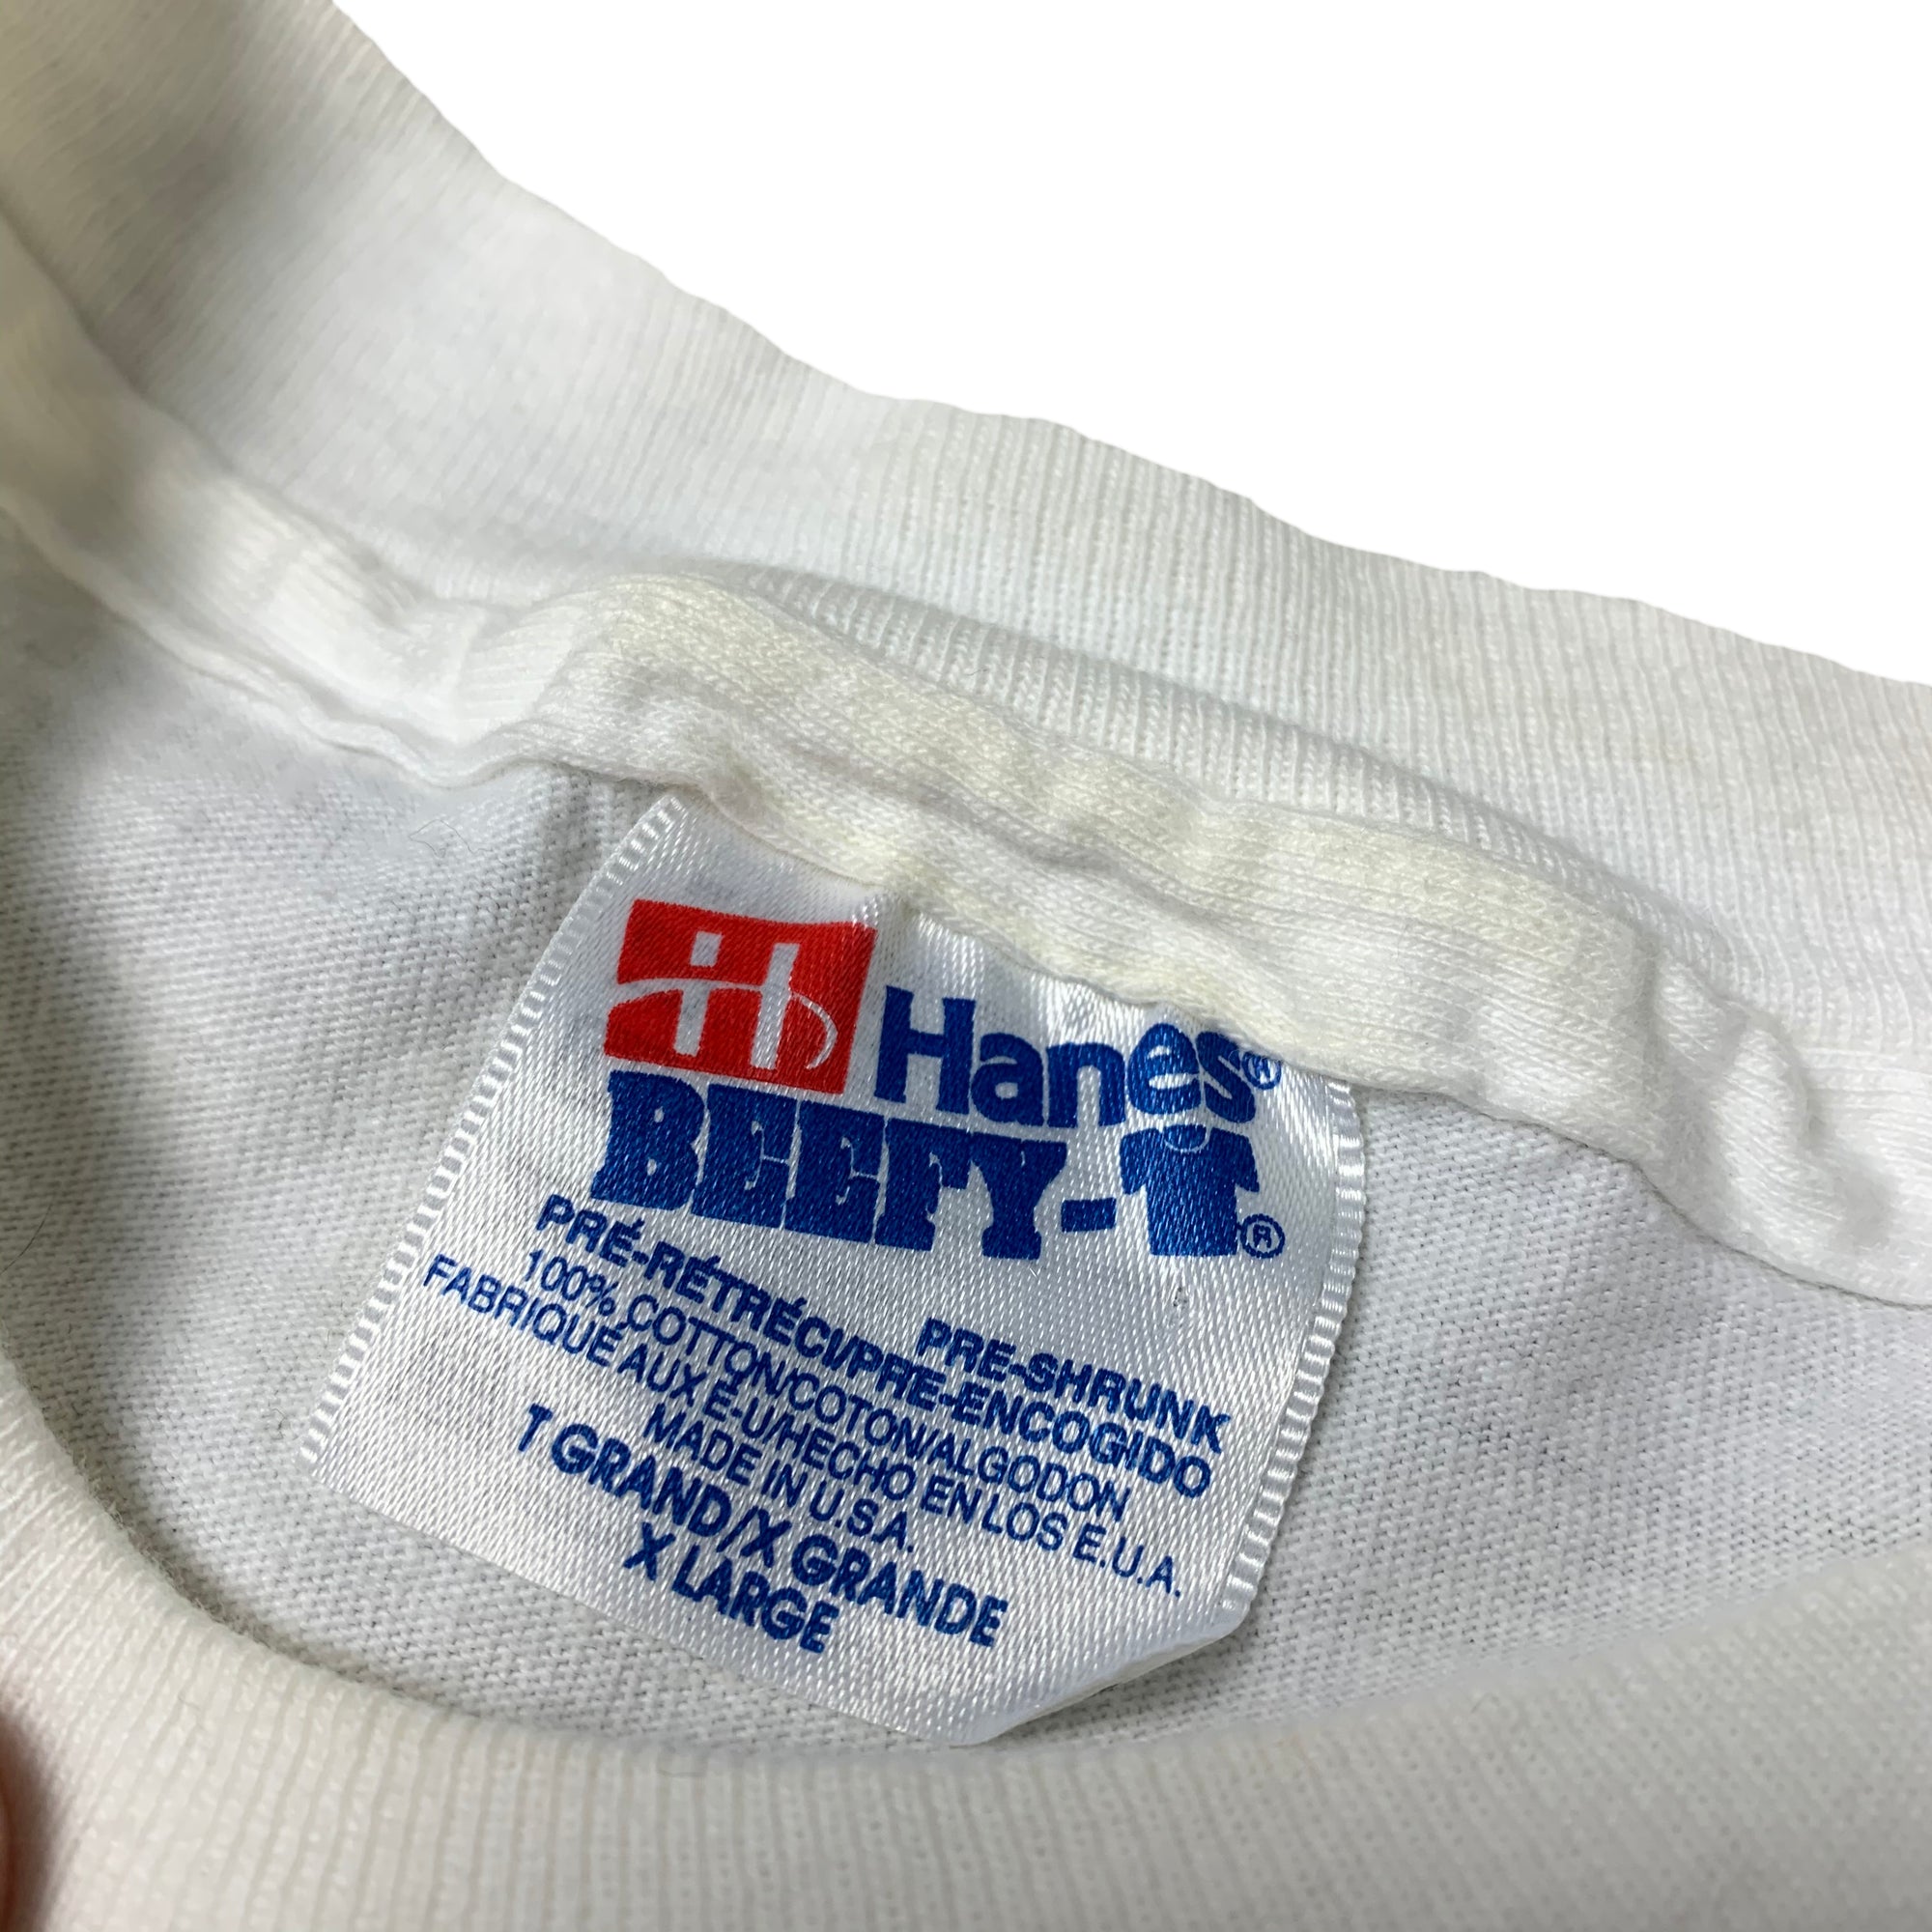 Hanes®
BEEFY-T®
PRE-SHRUNK
PRÉ-RÉTRÉCI/PRE-ENCOGIDO
100% COTTON/COTON/ALGODON
FABRIQUÉ AUX É-U/HECHO EN LOS E.U.A.
MADE IN U.S.A.
T GRAND/X GRANDE
X LARGE